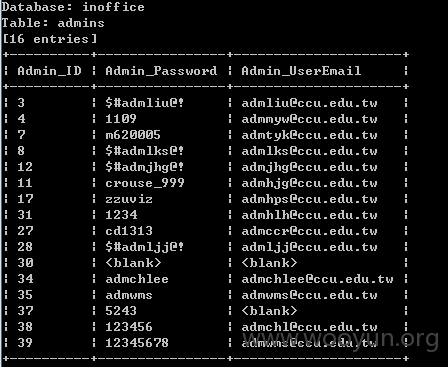 Database: inoffice
Table: admins
[16 entries]
+----------+----------------+---------------------+
| Admin_ID | Admin_Password | Admin_UserEmail |
+----------+----------------+---------------------+
| 3 | $#admliu@! | admliu@ccu.edu.tw |
| 4 | 1109 | admmyw@ccu.edu.tw |
| 7 | m620005 | admtyk@ccu.edu.tw |
| 8 | $#admlks@! | admlks@ccu.edu.tw |
| 12 | $#admjhg@! | admjhg@ccu.edu.tw |
| 11 | crouse_999 | admhjg@ccu.edu.tw |
| 17 | zzuviz | admhps@ccu.edu.tw |
| 31 | 1234 | admhlh@ccu.edu.tw |
| 27 | cd1313 | admccr@ccu.edu.tw |
| 28 | $#admljj@! | admljj@ccu.edu.tw |
| 30 | <blank> | <blank> |
| 34 | admchlee | admchlee@ccu.edu.tw |
| 35 | admwms | admwms@ccu.edu.tw |
| 37 | 5243 | <blank> |
| 38 | 123456 | admchl@ccu.edu.tw |
| 39 | 12345678 | admwms@ccu.edu.tw |
+----------+----------------+---------------------+
www.wooyun.org